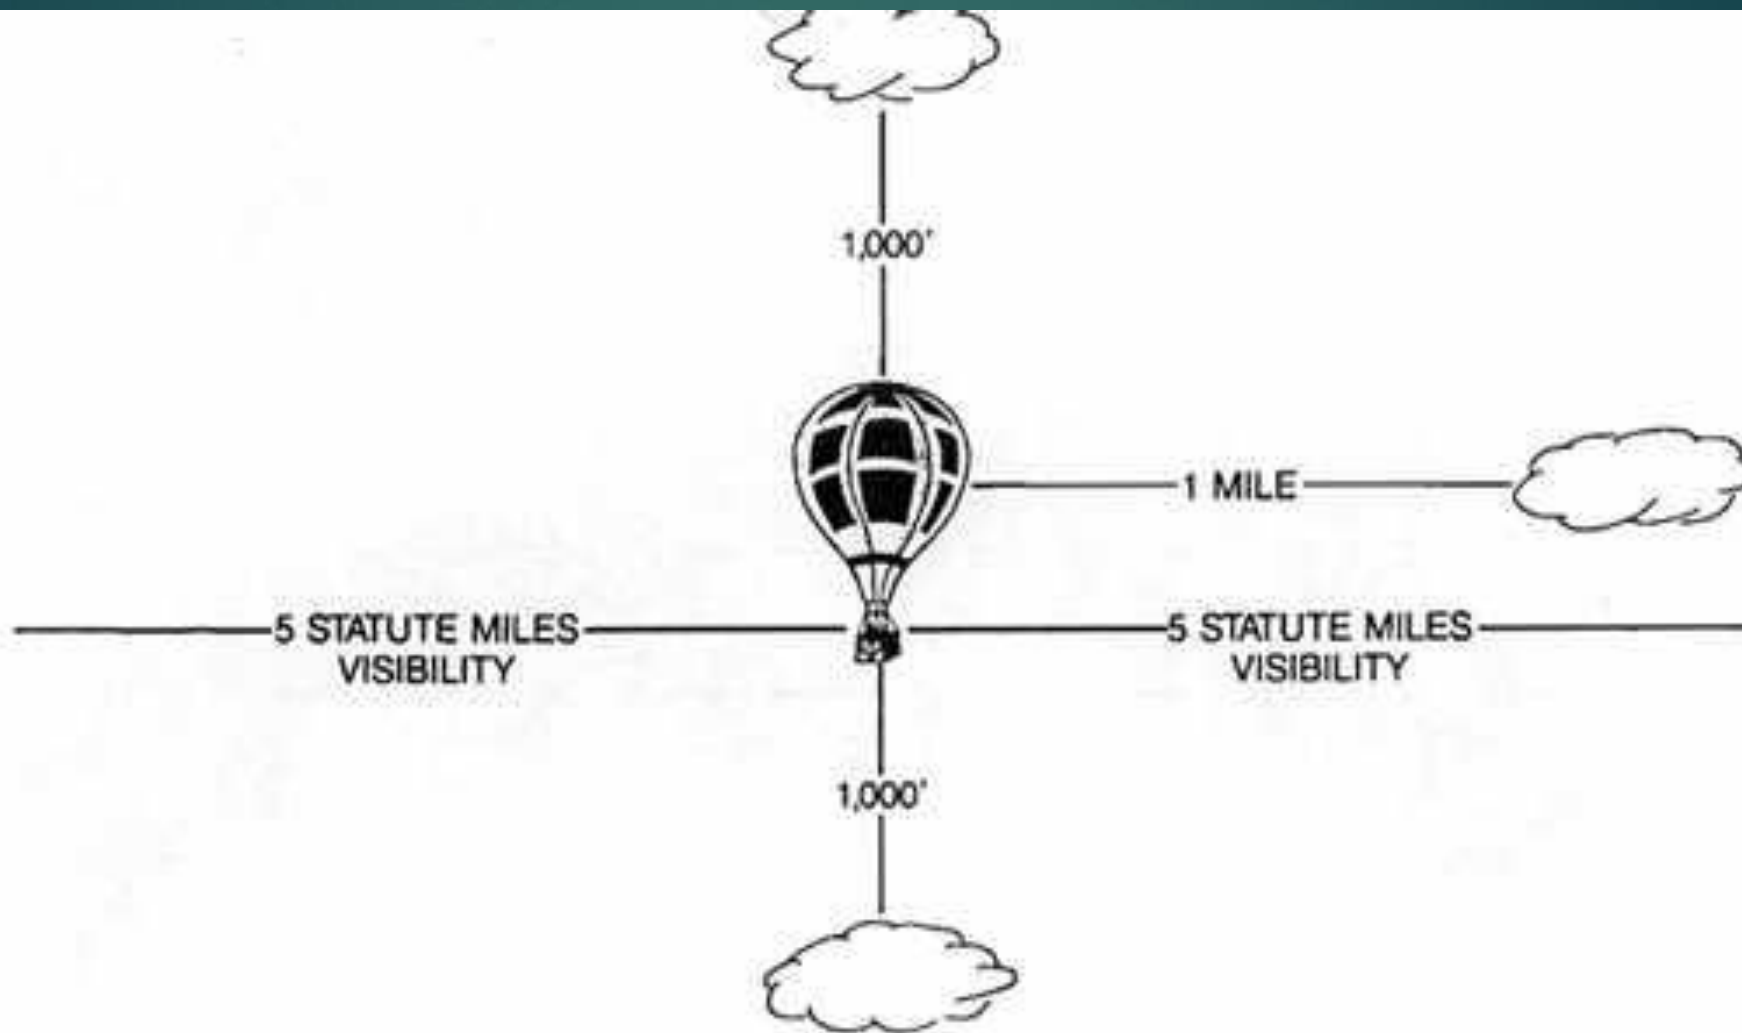 1,000'
1 MILE
5 STATUTE MILES
VISIBILITY
5 STATUTE MILES
VISIBILITY
1,000'